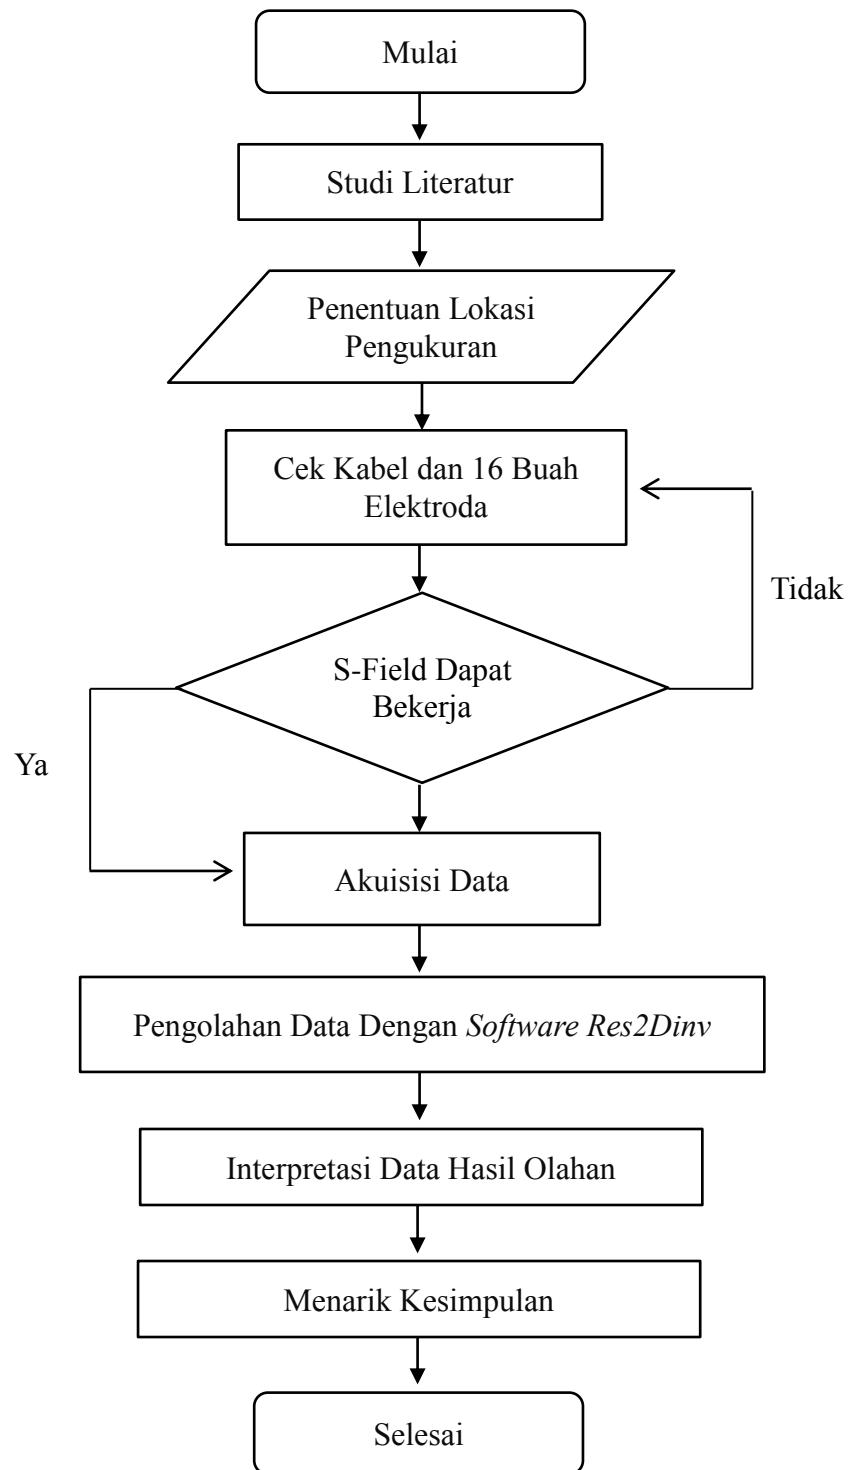 Mulai
Studi Literatur
Penentuan Lokasi
Pengukuran
Cek Kabel dan 16 Buah
Elektroda
Tidak
S-Field Dapat
Bekerja
Ya
Akuisisi Data
Pengolahan Data Dengan Software Res2Dinv
Interpretasi Data Hasil Olahan
Menarik Kesimpulan
Selesai